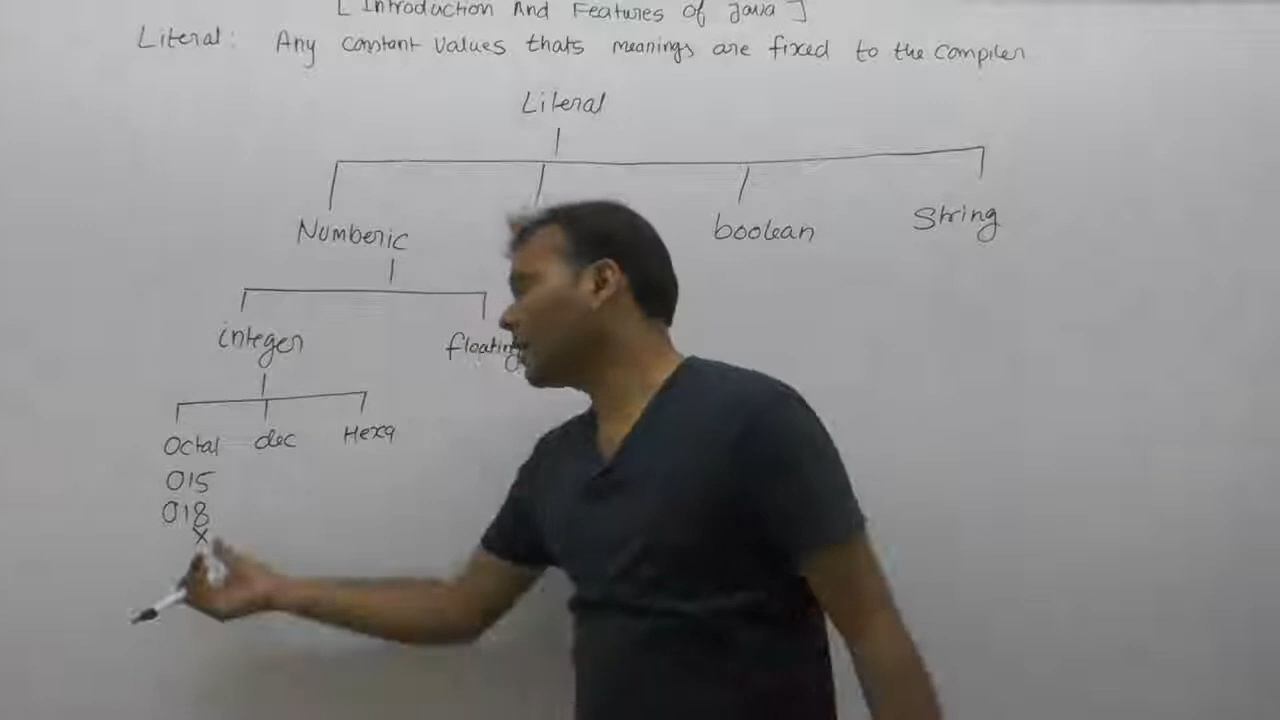 [ Introduction And Features Of Java ]
Literal: Any constant values thats meanings are fixed to the compiler
Literal
Numberic boolean String
integer floating
Octal dec Hexa
015
018
x